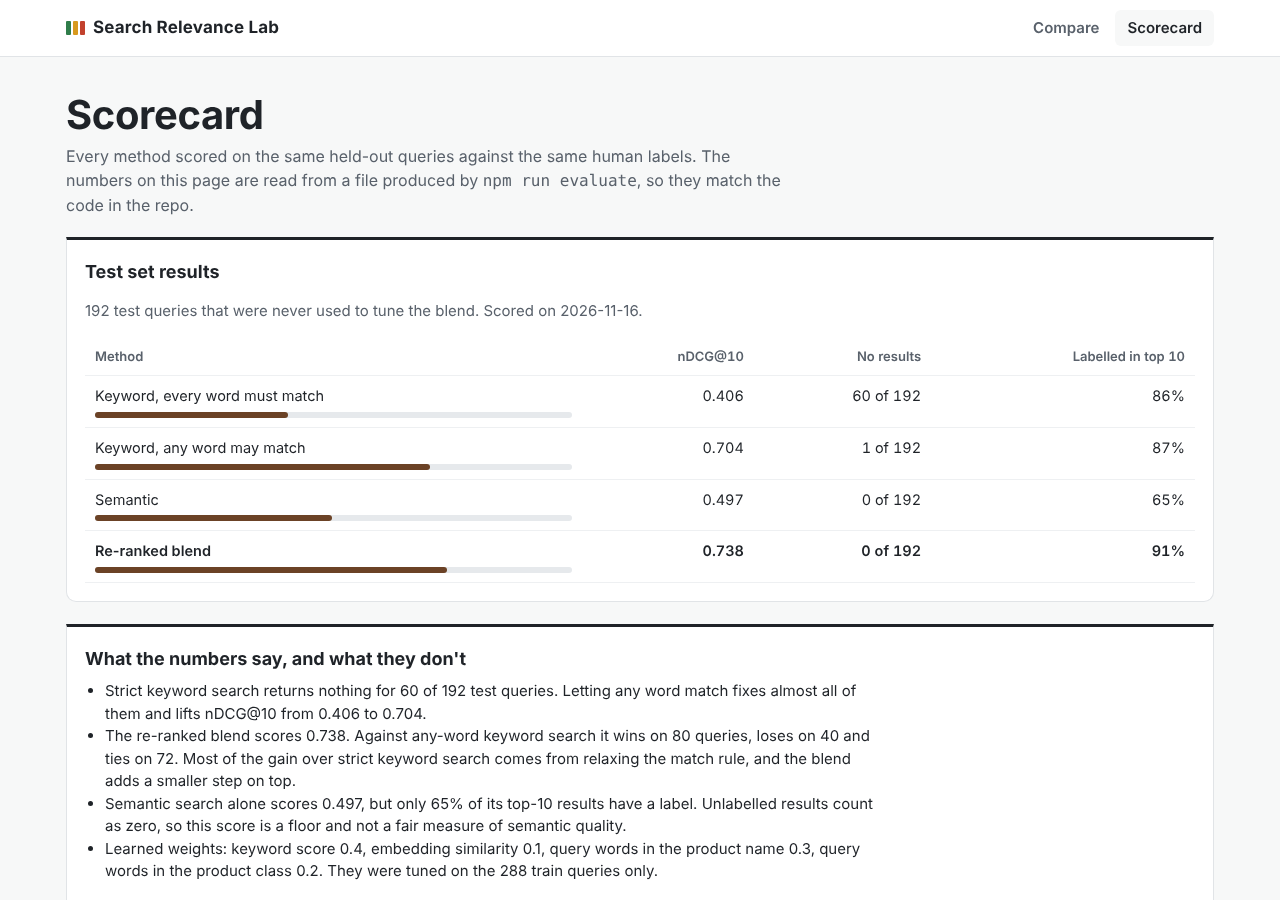 Search Relevance Lab
Compare
Scorecard
Scorecard
Every method scored on the same held-out queries against the same human labels. The
numbers on this page are read from a file produced by npm run evaluate, so they match the
code in the repo.
Test set results
192 test queries that were never used to tune the blend. Scored on 2026-11-16.
Method nDCG@10 No results Labelled in top 10
Keyword, every word must match 0.406 60 of 192 86%
Keyword, any word may match 0.704 1 of 192 87%
Semantic 0.497 0 of 192 65%
Re-ranked blend 0.738 0 of 192 91%
What the numbers say, and what they don't
• Strict keyword search returns nothing for 60 of 192 test queries. Letting any word match fixes almost all of
them and lifts nDCG@10 from 0.406 to 0.704.
• The re-ranked blend scores 0.738. Against any-word keyword search it wins on 80 queries, loses on 40 and
ties on 72. Most of the gain over strict keyword search comes from relaxing the match rule, and the blend
adds a smaller step on top.
• Semantic search alone scores 0.497, but only 65% of its top-10 results have a label. Unlabelled results count
as zero, so this score is a floor and not a fair measure of semantic quality.
• Learned weights: keyword score 0.4, embedding similarity 0.1, query words in the product name 0.3, query
words in the product class 0.2. They were tuned on the 288 train queries only.